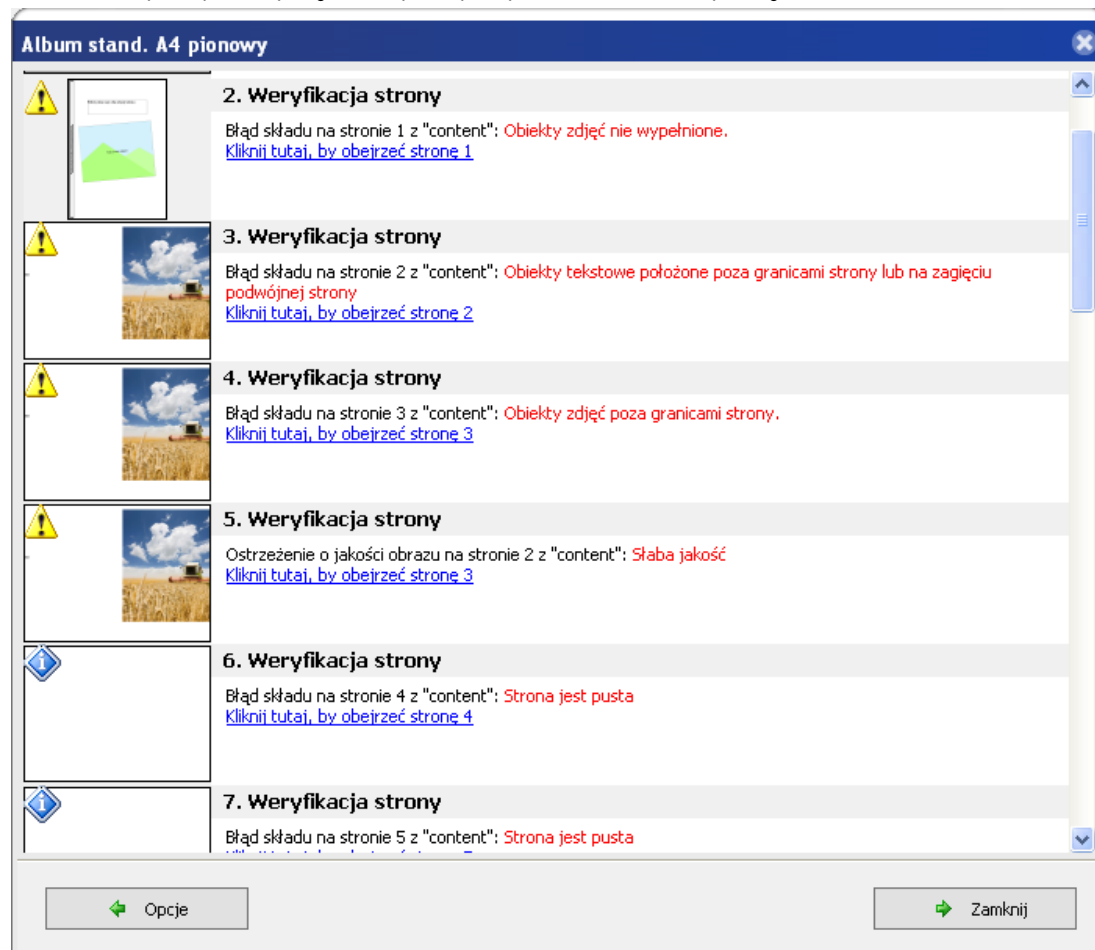 Album stand. A4 pionowy
2. Weryfikacja strony
Błąd składu na stronie 1 z "content": Obiekty zdjęć nie wypełnione.
Kliknij tutaj, by obejrzeć stronę 1
3. Weryfikacja strony
Błąd składu na stronie 2 z "content": Obiekty tekstowe położone poza granicami strony lub na zagięciu
podwójnej strony
Kliknij tutaj, by obejrzeć stronę 2
4. Weryfikacja strony
Błąd składu na stronie 3 z "content": Obiekty zdjęć poza granicami strony.
Kliknij tutaj, by obejrzeć stronę 3
5. Weryfikacja strony
Ostrzeżenie o jakości obrazu na stronie 2 z "content": Słaba jakość
Kliknij tutaj, by obejrzeć stronę 3
6. Weryfikacja strony
Błąd składu na stronie 4 z "content": Strona jest pusta
Kliknij tutaj, by obejrzeć stronę 4
7. Weryfikacja strony
Błąd składu na stronie 5 z "content": Strona jest pusta
Opcje
Zamknij